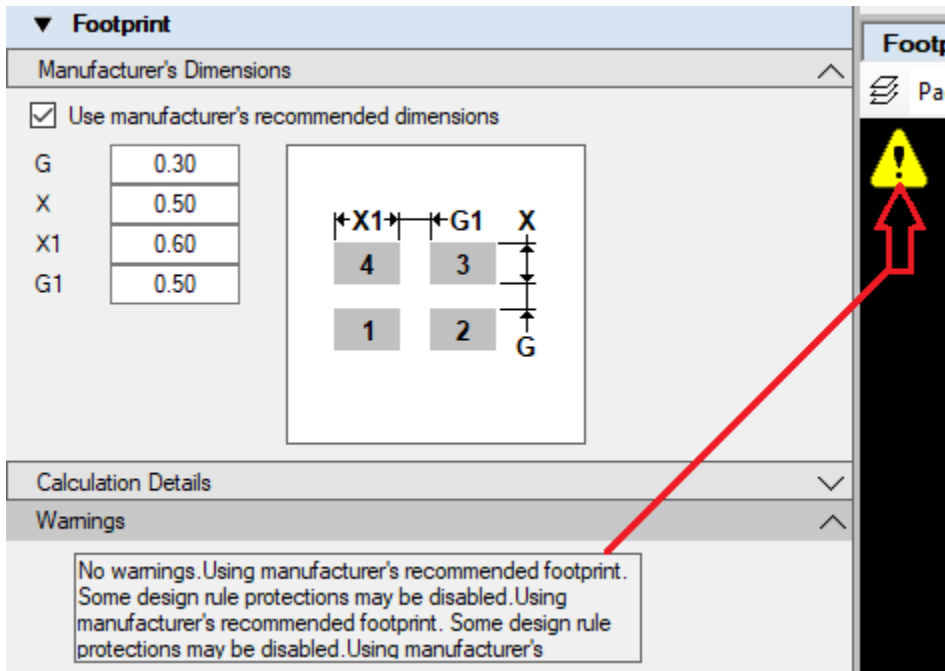 ▼ Footprint
Manufacturer's Dimensions
Use manufacturer's recommended dimensions
G 0.30
X 0.50
X1 0.60
G1 0.50
X1 G1 X
4 3
1 2
G
Calculation Details
Warnings
No warnings.Using manufacturer's recommended footprint.
Some design rule protections may be disabled.Using
manufacturer's recommended footprint. Some design rule
protections may be disabled.Using manufacturer's
Footp
Pa